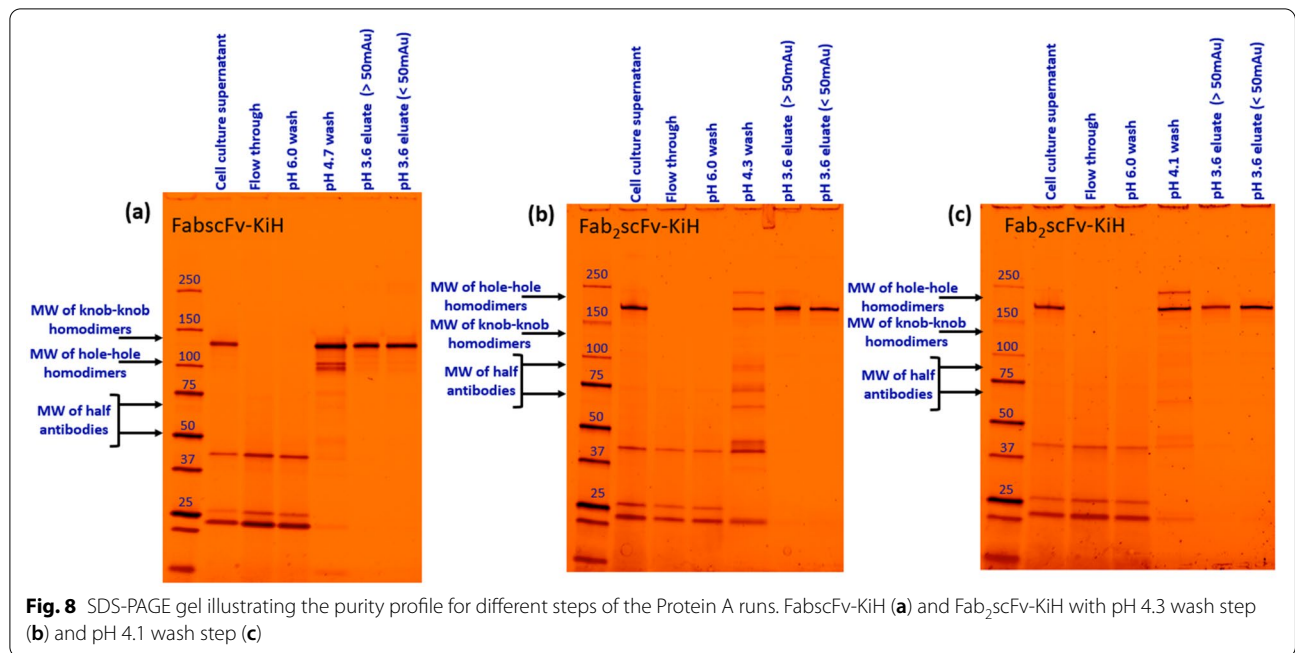 Cell culture supernatant
Flow through
pH 6.0 wash
pH 4.7 wash
pH 3.6 eluate (> 50mAu)
pH 3.6 eluate (< 50mAu)
(a)
FabscFv-KiH
250
150
100
75
50
37
25
MW of knob-knob
homodimers
MW of hole-hole
homodimers
MW of half
antibodies
Cell culture supernatant
Flow through
pH 6.0 wash
pH 4.3 wash
pH 3.6 eluate (> 50mAu)
pH 3.6 eluate (< 50mAu)
(b)
Fab₂scFv-KiH
250
150
100
75
50
37
25
MW of hole-hole
homodimers
MW of knob-knob
homodimers
MW of half
antibodies
Cell culture supernatant
Flow through
pH 6.0 wash
pH 4.1 wash
pH 3.6 eluate (> 50mAu)
pH 3.6 eluate (< 50mAu)
(c)
Fab₂scFv-KiH
250
150
100
75
50
37
25
MW of hole-hole
homodimers
MW of knob-knob
homodimers
MW of half
antibodies
Fig. 8 SDS-PAGE gel illustrating the purity profile for different steps of the Protein A runs. FabscFv-KiH (a) and Fab₂scFv-KiH with pH 4.3 wash step
(b) and pH 4.1 wash step (c)